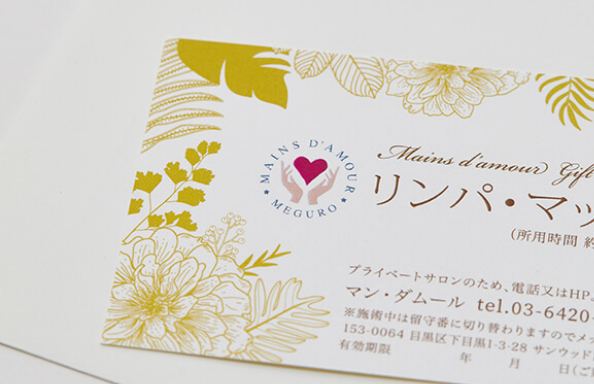 MAINS D'AMOUR
MEGURO
Mains d'amour Gift
リンパ・マッ
(所用時間 約
プライベートサロンのため、電話又はHP
マン・ダムール tel.03-6420-
※施術中は留守番に切り替わりますのでメッ
153-0064 目黒区下目黒1-3-28 サンウッド
有効期限 年 月 日(ご